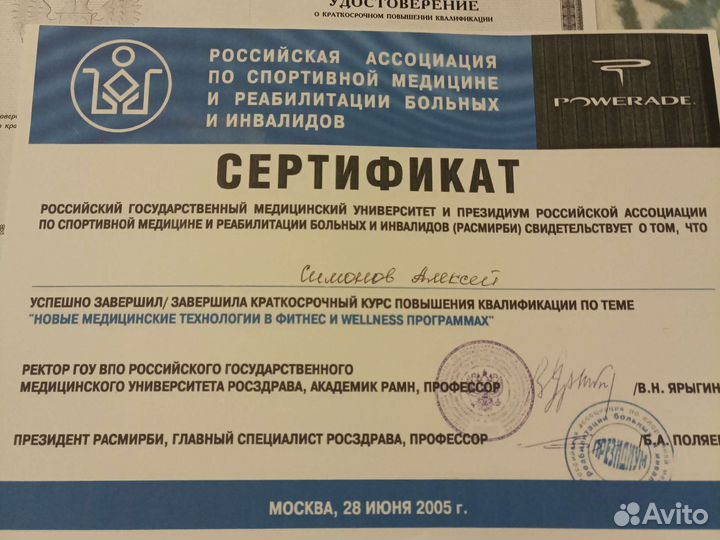 УДОСТОВЕРЕНИЕ
О КРАТКОСРОЧНОМ ПОВЫШЕНИИ КВАЛИФИКАЦИИ
РОССИЙСКАЯ АССОЦИАЦИЯ
ПО СПОРТИВНОЙ МЕДИЦИНЕ
И РЕАБИЛИТАЦИИ БОЛЬНЫХ
И ИНВАЛИДОВ
POWERADE
СЕРТИФИКАТ
РОССИЙСКИЙ ГОСУДАРСТВЕННЫЙ МЕДИЦИНСКИЙ УНИВЕРСИТЕТ И ПРЕЗИДИУМ РОССИЙСКОЙ АССОЦИАЦИИ
ПО СПОРТИВНОЙ МЕДИЦИНЕ И РЕАБИЛИТАЦИИ БОЛЬНЫХ И ИНВАЛИДОВ (РАСМИРБИ) СВИДЕТЕЛЬСТВУЕТ О ТОМ, ЧТО
Симонов Алексей
УСПЕШНО ЗАВЕРШИЛ/ ЗАВЕРШИЛА КРАТКОСРОЧНЫЙ КУРС ПОВЫШЕНИЯ КВАЛИФИКАЦИИ ПО ТЕМЕ
"НОВЫЕ МЕДИЦИНСКИЕ ТЕХНОЛОГИИ В ФИТНЕС И WELLNESS ПРОГРАММАХ"
РЕКТОР ГОУ ВПО РОССИЙСКОГО ГОСУДАРСТВЕННОГО
МЕДИЦИНСКОГО УНИВЕРСИТЕТА РОСЗДРАВА, АКАДЕМИК РАМН, ПРОФЕССОР /В.Н. ЯРЫГИН
ПРЕЗИДЕНТ РАСМИРБИ, ГЛАВНЫЙ СПЕЦИАЛИСТ РОСЗДРАВА, ПРОФЕССОР /Б.А. ПОЛЯЕВ
ПРЕЗИДИУМ
МОСКВА, 28 ИЮНЯ 2005 г.
Avito